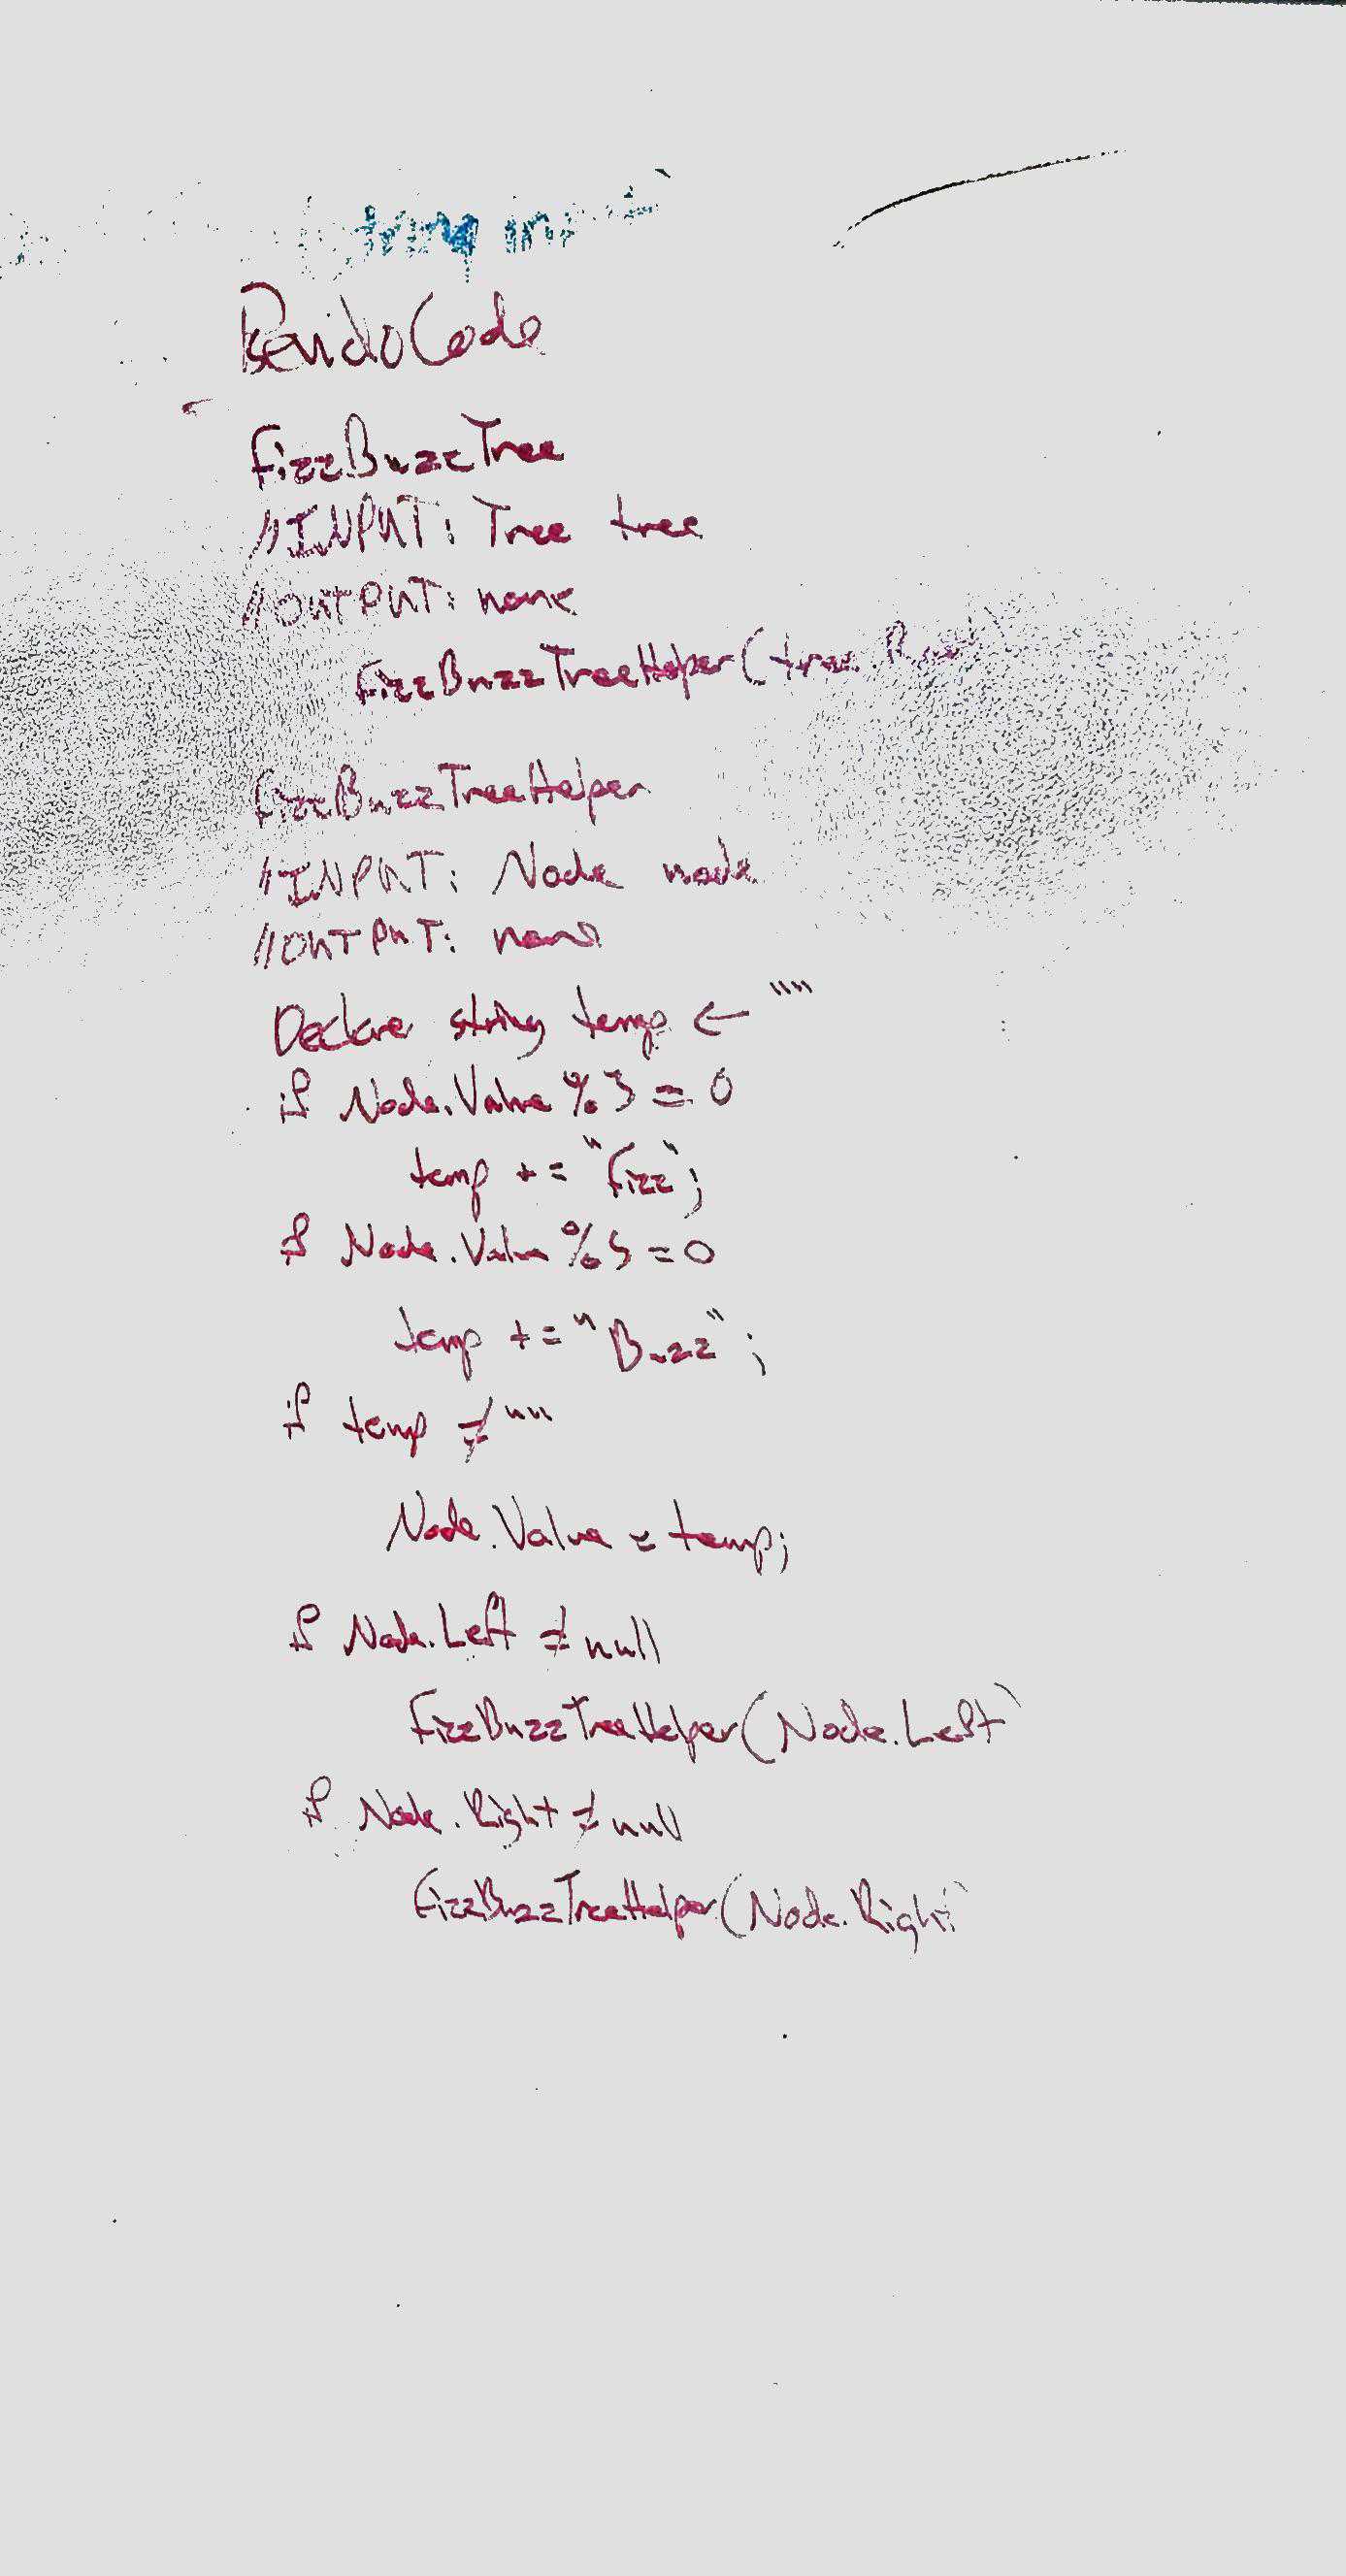 PseudoCode
FizzBuzzTree
//INPUT: Tree tree
//OUTPUT: none
FizzBuzzTreeHelper(tree.Root)
FizzBuzzTreeHelper
//INPUT: Node node
//OUTPUT: none
Declare string temp ← ""
if Node.Value % 3 = 0
temp += "Fizz";
if Node.Value % 5 = 0
temp += "Buzz";
if temp ≠ ""
Node.Value = temp;
if Node.Left ≠ null
FizzBuzzTreeHelper(Node.Left)
if Node.Right ≠ null
FizzBuzzTreeHelper(Node.Right)